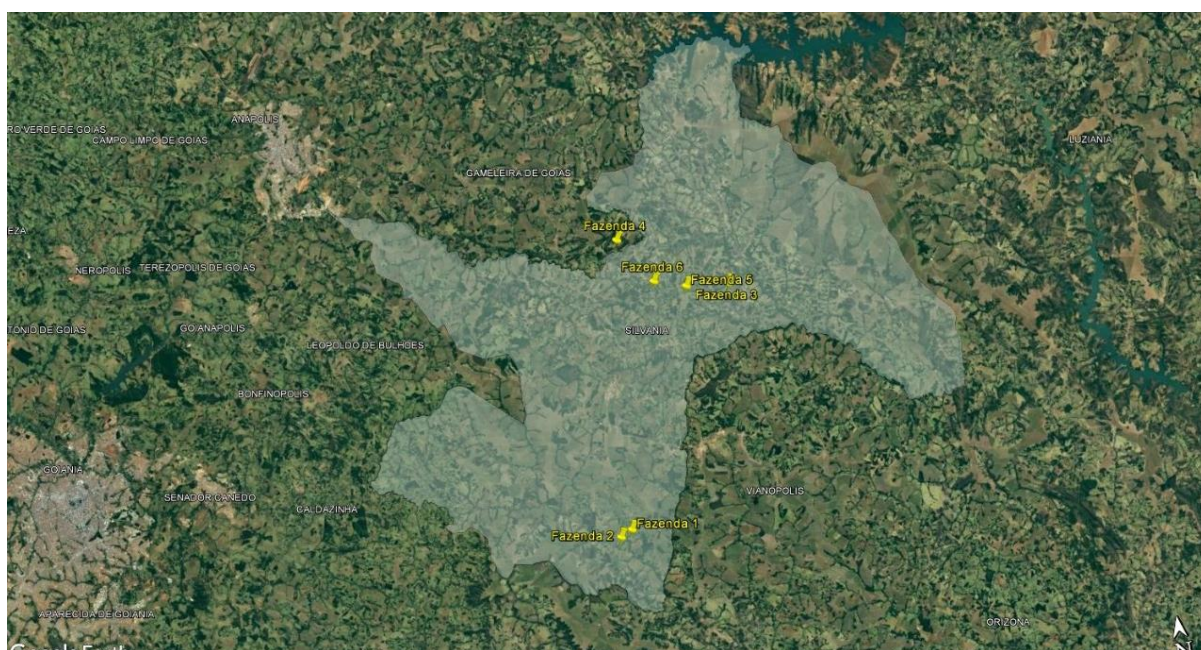 ANAPOLIS
RO VERDE DE GOIAS
CAMPO LIMPO DE GOIAS
LUZIANIA
GAMELEIRA DE GOIAS
Fazenda 4
EZA
NEROPOLIS
TEREZOPOLIS DE GOIAS
Fazenda 6
Fazenda 5
Fazenda 3
TONIO DE GOIAS
GOIANAPOLIS
SILVANIA
LEOPOLDO DE BULHOES
BONFINOPOLIS
GOIANIA
SENADOR CANEDO
CALDAZINHA
VIANOPOLIS
Fazenda 1
Fazenda 2
APARECIDA DE GOIANIA
ORIZONA
Google Earth
N